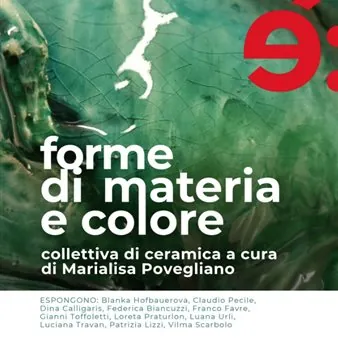 é:
forme
di materia
e colore
collettiva di ceramica a cura
di Marialisa Povegliano
ESPONGONO: Blanka Hofbauerova, Claudio Pecile,
Dina Calligaris, Federica Biancuzzi, Franco Favre,
Gianni Toffoletti, Loreta Praturlon, Luana Urli,
Luciana Travan, Patrizia Lizzi, Vilma Scarbolo